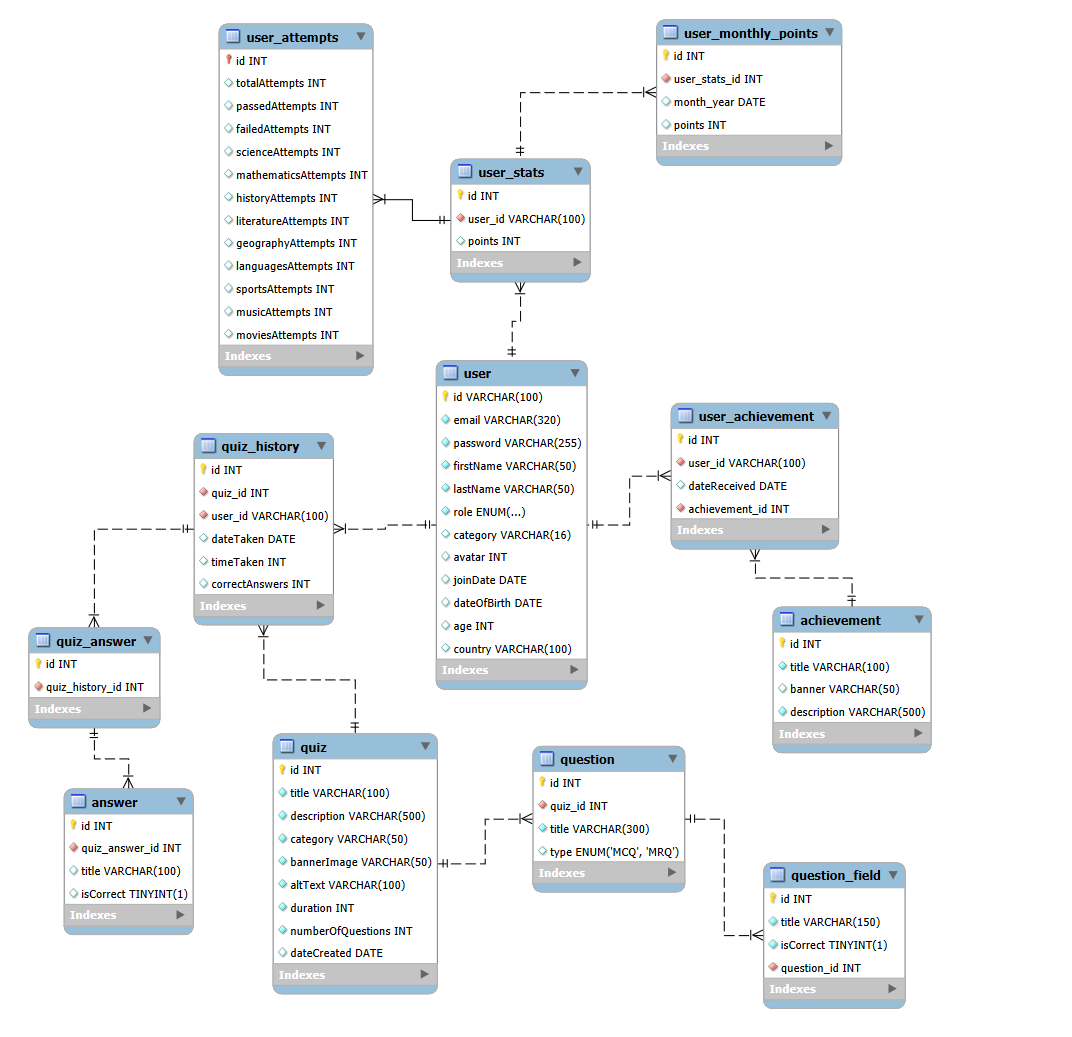 user_attempts
id INT
totalAttempts INT
passedAttempts INT
failedAttempts INT
scienceAttempts INT
mathematicsAttempts INT
historyAttempts INT
literatureAttempts INT
geographyAttempts INT
languagesAttempts INT
sportsAttempts INT
musicAttempts INT
moviesAttempts INT
Indexes
user_monthly_points
id INT
user_stats_id INT
month_year DATE
points INT
Indexes
user_stats
id INT
user_id VARCHAR(100)
points INT
Indexes
user
id VARCHAR(100)
email VARCHAR(320)
password VARCHAR(255)
firstName VARCHAR(50)
lastName VARCHAR(50)
role ENUM(...)
category VARCHAR(16)
avatar INT
joinDate DATE
dateOfBirth DATE
age INT
country VARCHAR(100)
Indexes
user_achievement
id INT
user_id VARCHAR(100)
dateReceived DATE
achievement_id INT
Indexes
quiz_history
id INT
quiz_id INT
user_id VARCHAR(100)
dateTaken DATE
timeTaken INT
correctAnswers INT
Indexes
achievement
id INT
title VARCHAR(100)
banner VARCHAR(50)
description VARCHAR(500)
Indexes
quiz_answer
id INT
quiz_history_id INT
Indexes
answer
id INT
quiz_answer_id INT
title VARCHAR(100)
isCorrect TINYINT(1)
Indexes
quiz
id INT
title VARCHAR(100)
description VARCHAR(500)
category VARCHAR(50)
bannerImage VARCHAR(50)
altText VARCHAR(100)
duration INT
numberOfQuestions INT
dateCreated DATE
Indexes
question
id INT
quiz_id INT
title VARCHAR(300)
type ENUM('MCQ', 'MRQ')
Indexes
question_field
id INT
title VARCHAR(150)
isCorrect TINYINT(1)
question_id INT
Indexes